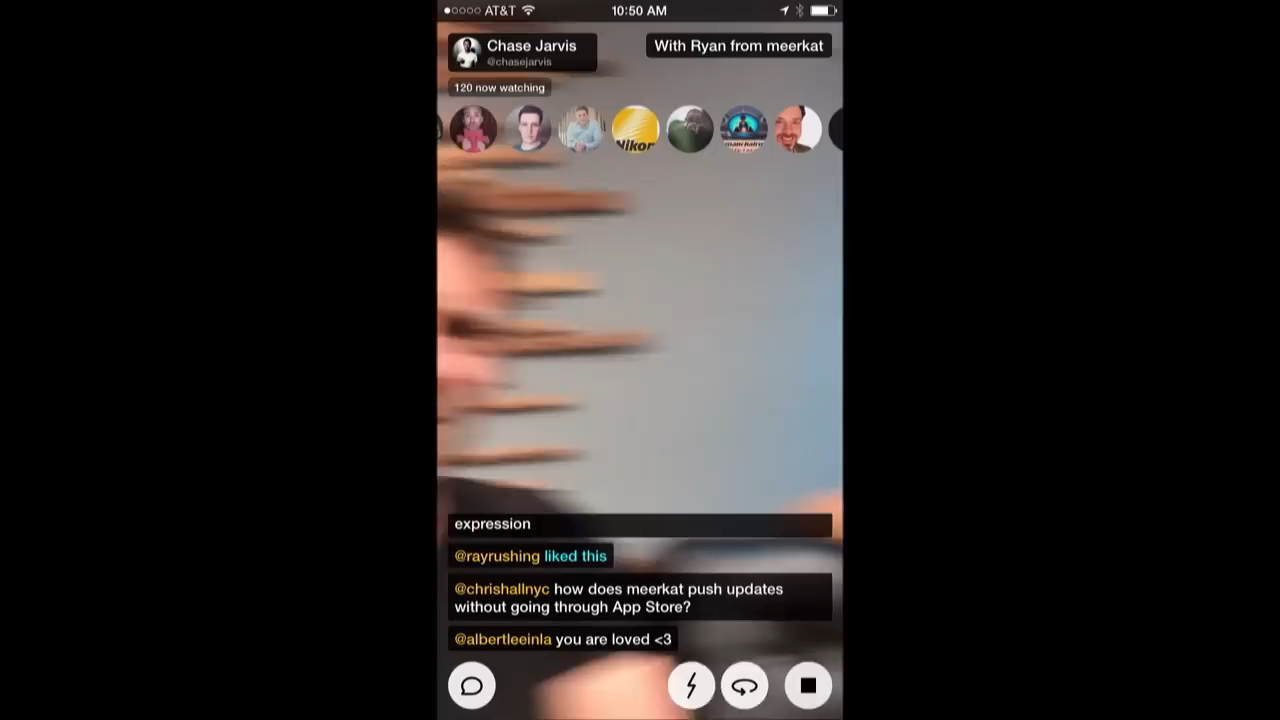 AT&T
10:50 AM
Chase Jarvis
@chasejarvis
With Ryan from meerkat
120 now watching
Nikon
expression
@rayrushing liked this
@chrishallnyc how does meerkat push updates
without going through App Store?
@albertleeinla you are loved <3